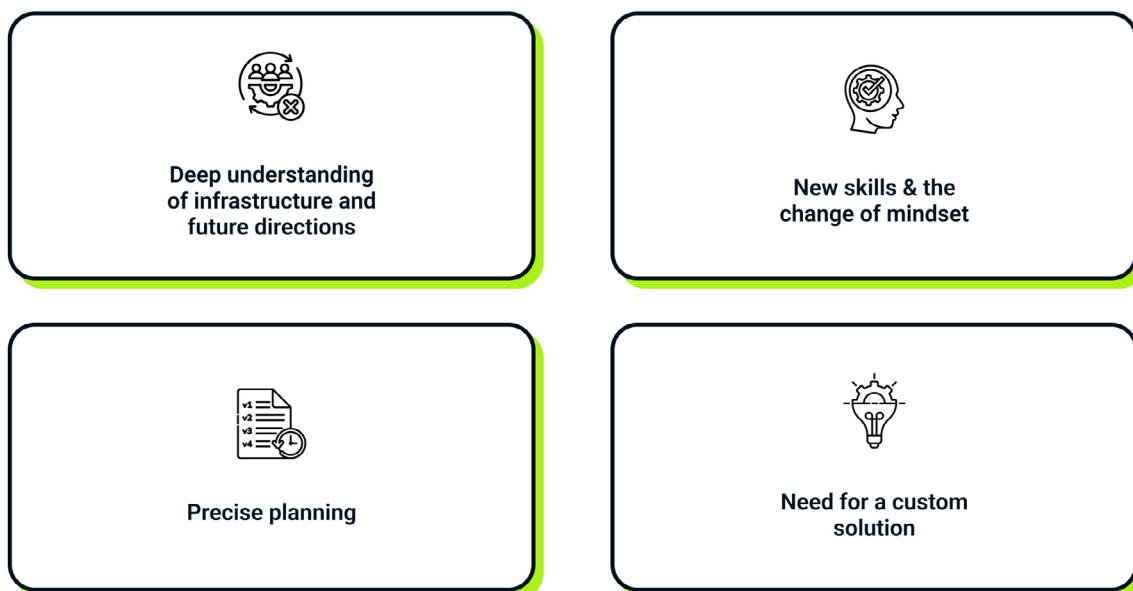 Deep understanding
of infrastructure and
future directions
New skills & the
change of mindset
v1
v2
v3
v4
Precise planning
Need for a custom
solution